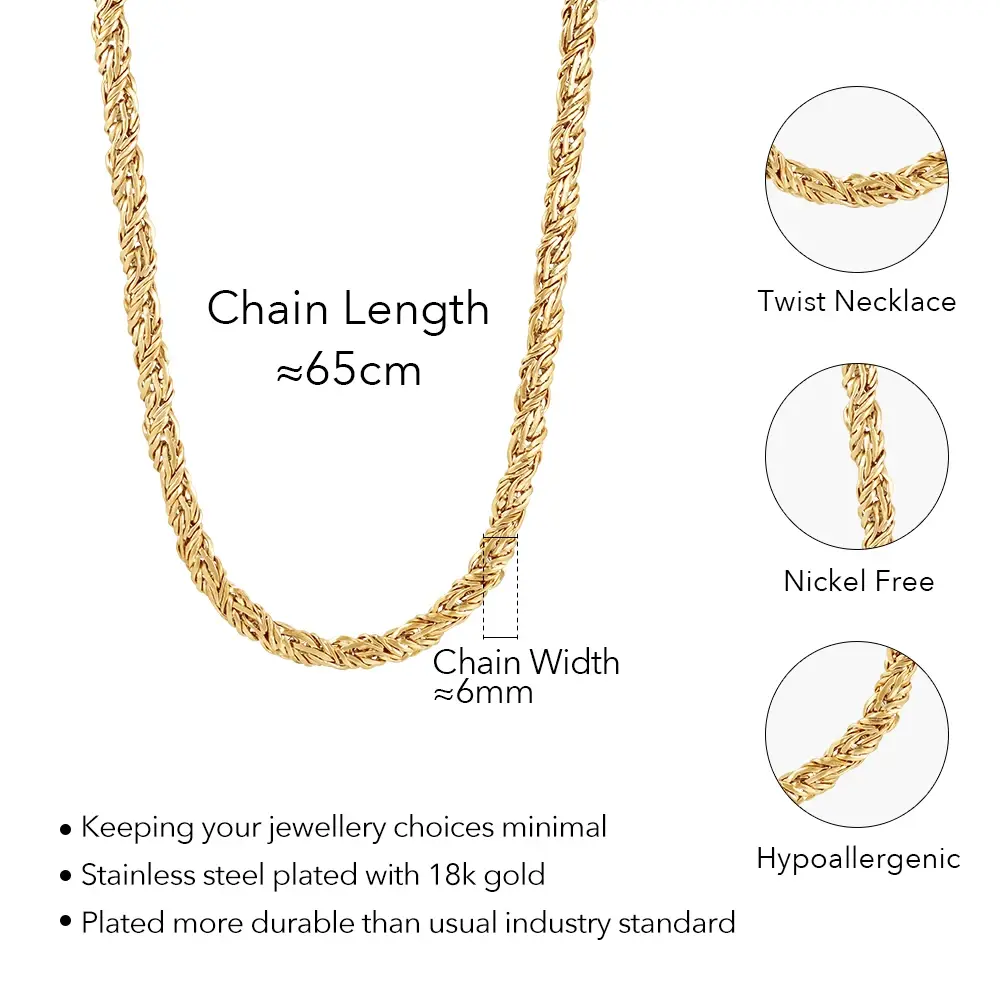 Chain Length
≈65cm
Chain Width
≈6mm
Twist Necklace
Nickel Free
Hypoallergenic
• Keeping your jewellery choices minimal
• Stainless steel plated with 18k gold
• Plated more durable than usual industry standard